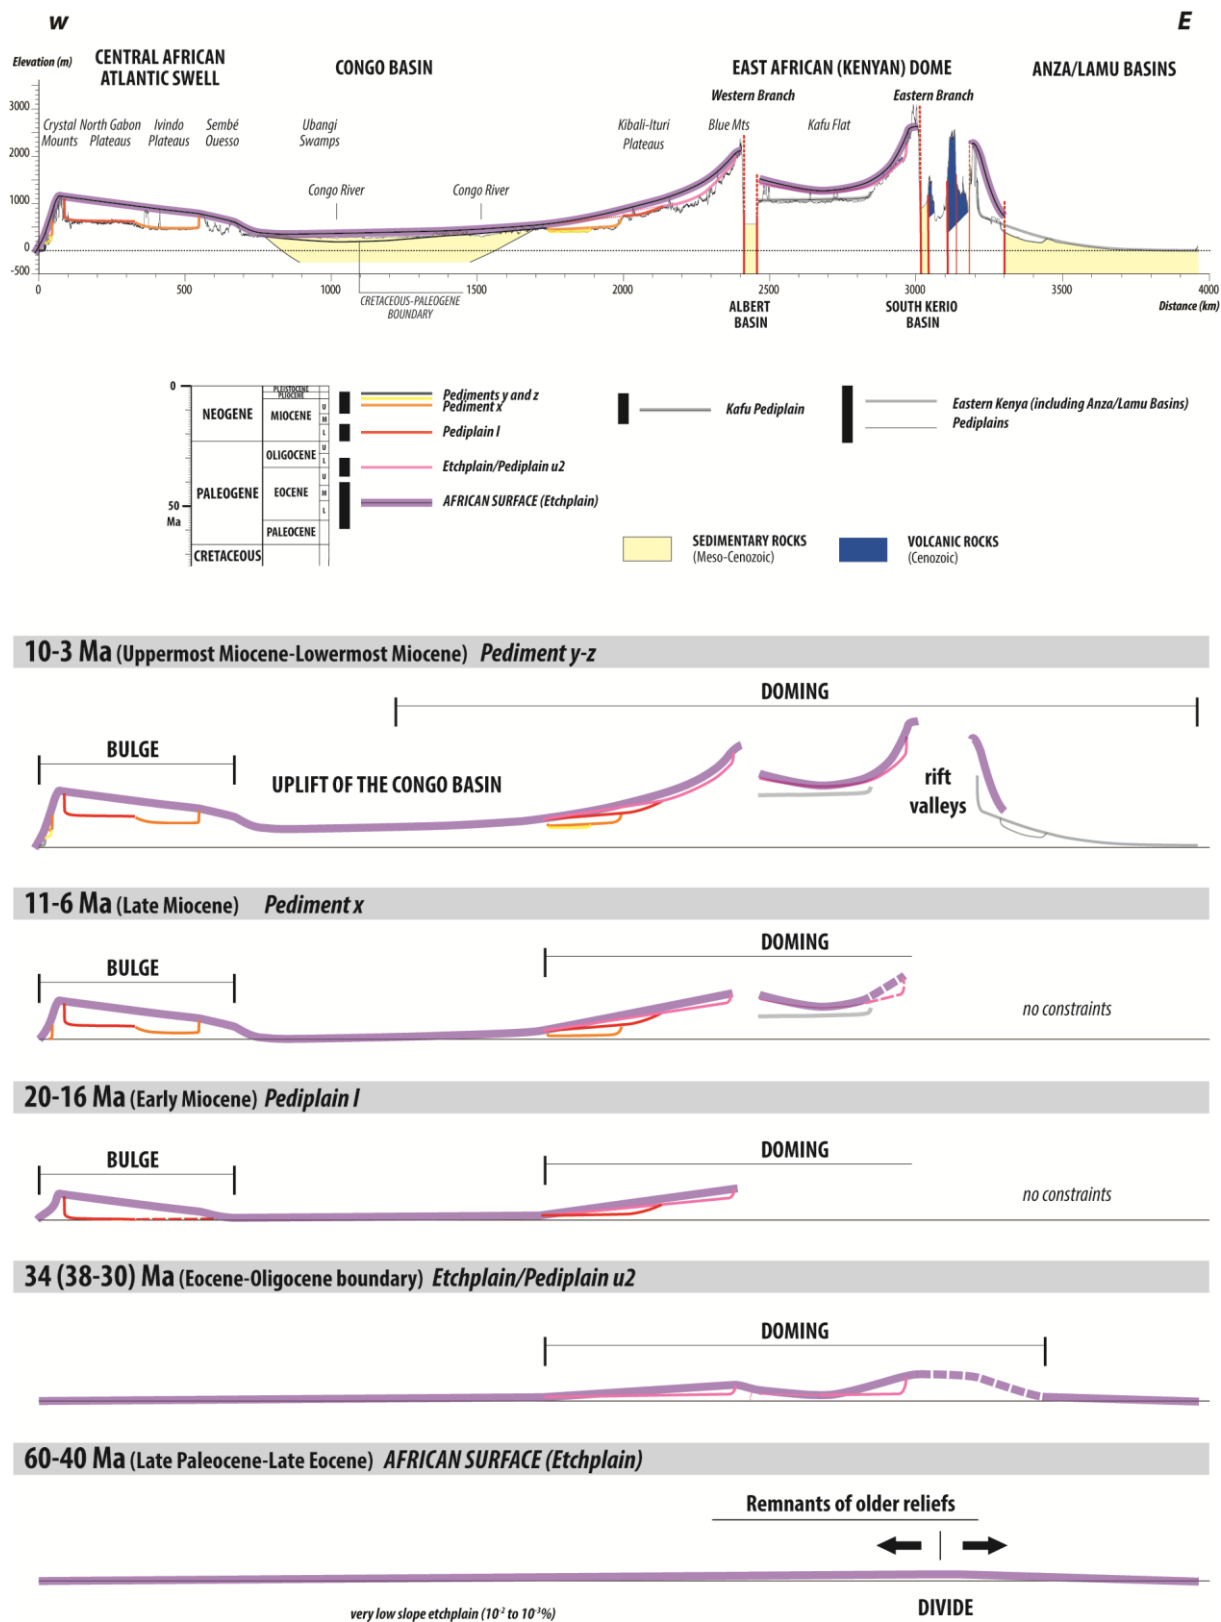 W
E
Elevation (m)
CENTRAL AFRICAN
ATLANTIC SWELL
CONGO BASIN
EAST AFRICAN (KENYAN) DOME
ANZA/LAMU BASINS
Western Branch
Eastern Branch
3000
2500
2000
1000
0
-500
Crystal
Mounts
North Gabon
Plateaus
Ivindo
Plateaus
Sembé
Ouesso
Ubangi
Swamps
Kibali-Ituri
Plateaus
Blue Mts
Kafu Flat
Congo River
Congo River
0
500
1000
1500
2000
2500
3000
3500
4000
CRETACEOUS-PALEOGENE
BOUNDARY
ALBERT
BASIN
SOUTH KERIO
BASIN
Distance (km)
0
50
Ma
NEOGENE
PALEOGENE
CRETACEOUS
PLEISTOCENE
PLIOCENE
MIOCENE
OLIGOCENE
EOCENE
PALEOCENE
U
M
L
U
L
U
M
L
Pediments y and z
Pediment x
Pediplain l
Etchplain/Pediplain u2
AFRICAN SURFACE (Etchplain)
Kafu Pediplain
Eastern Kenya (including Anza/Lamu Basins)
Pediplains
SEDIMENTARY ROCKS
(Meso-Cenozoic)
VOLCANIC ROCKS
(Cenozoic)
10-3 Ma (Uppermost Miocene-Lowermost Miocene) Pediment y-z
DOMING
BULGE
UPLIFT OF THE CONGO BASIN
rift
valleys
11-6 Ma (Late Miocene) Pediment x
DOMING
BULGE
no constraints
20-16 Ma (Early Miocene) Pediplain l
DOMING
BULGE
no constraints
34 (38-30) Ma (Eocene-Oligocene boundary) Etchplain/Pediplain u2
DOMING
60-40 Ma (Late Paleocene-Late Eocene) AFRICAN SURFACE (Etchplain)
Remnants of older reliefs
very low slope etchplain (10⁻² to 10⁻³%)
DIVIDE